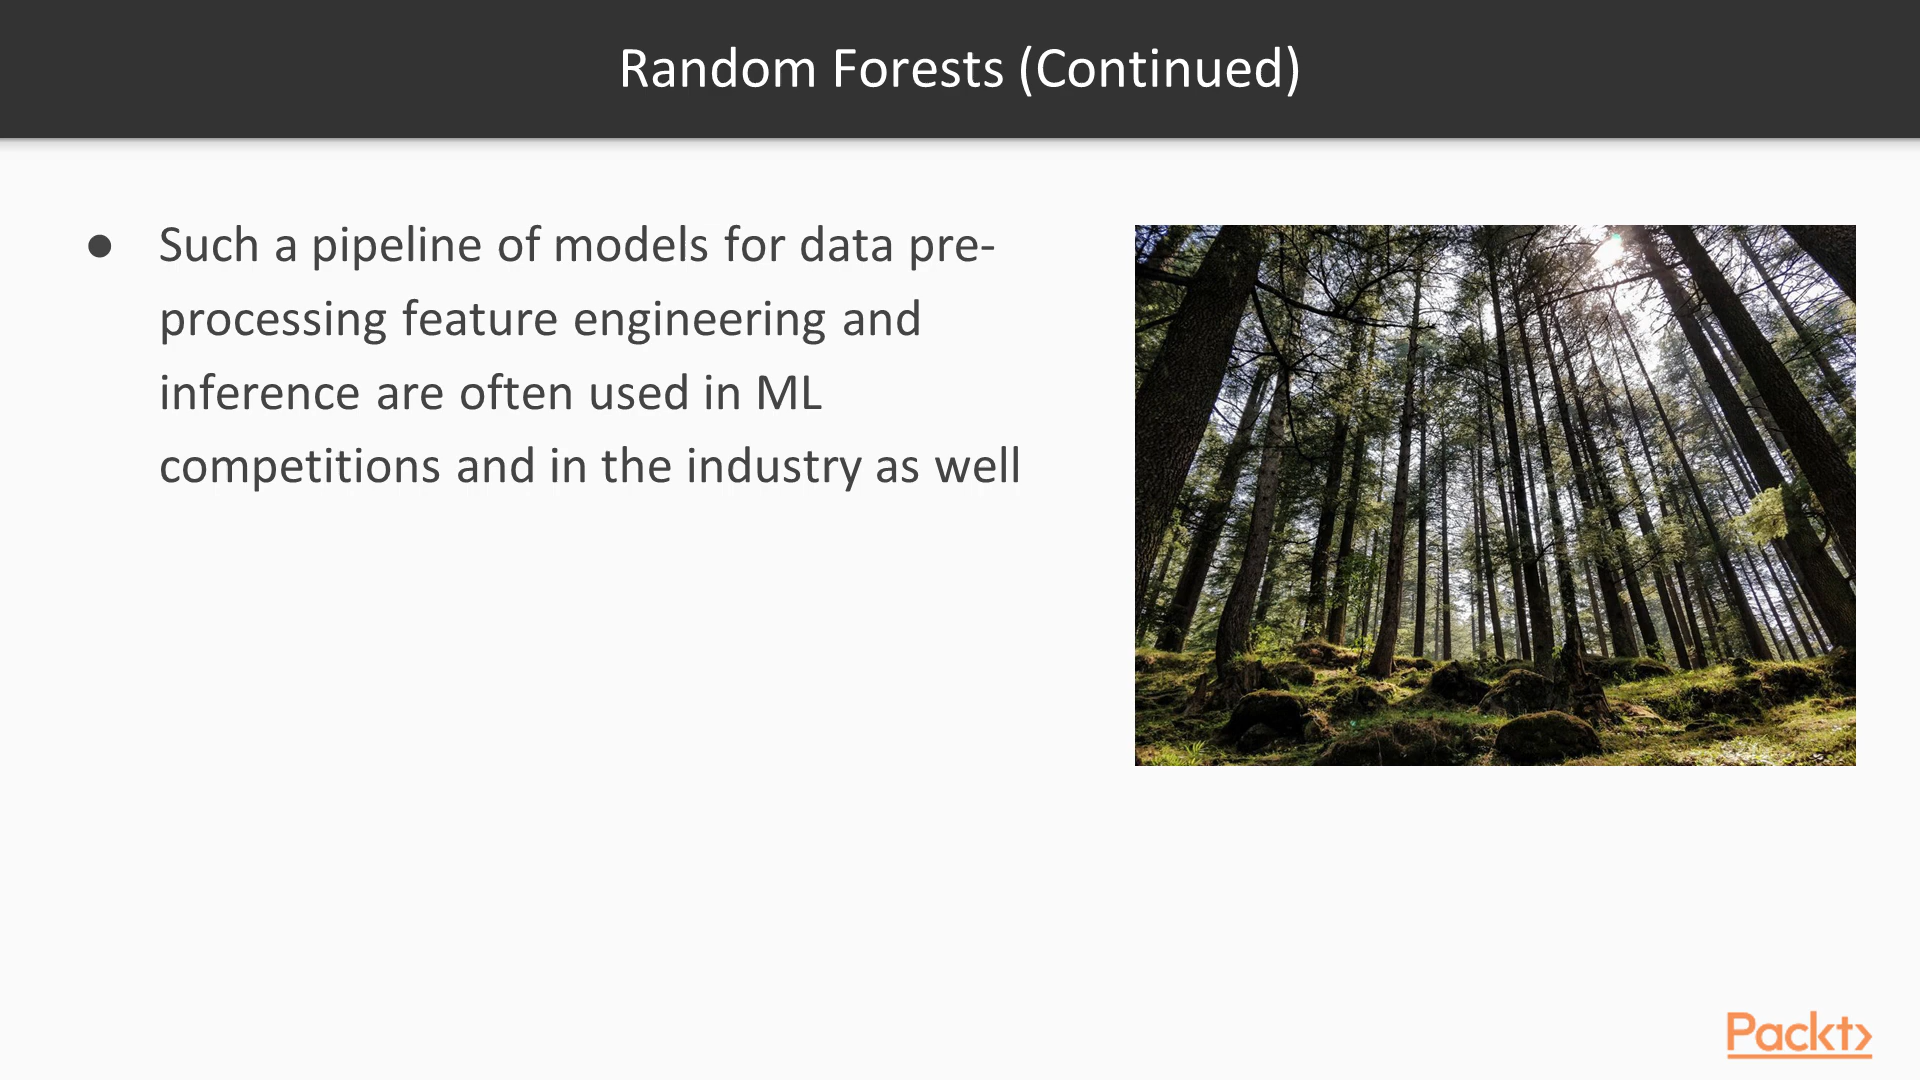 Random Forests (Continued)
● Such a pipeline of models for data pre-
processing feature engineering and
inference are often used in ML
competitions and in the industry as well
Packt>